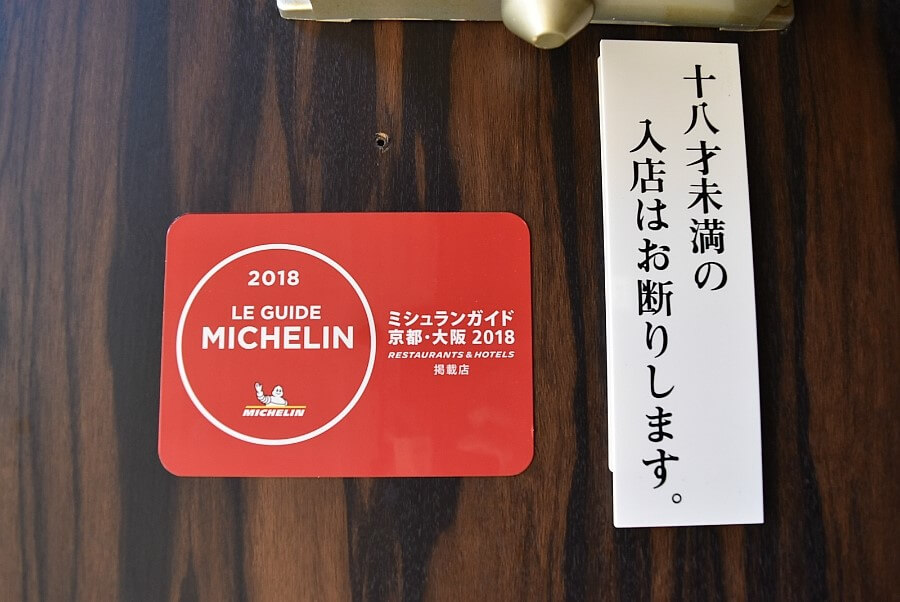 2018
LE GUIDE
MICHELIN
MICHELIN
ミシュランガイド
京都・大阪 2018
RESTAURANTS & HOTELS
掲載店
十八才未満の
入店はお断りします。